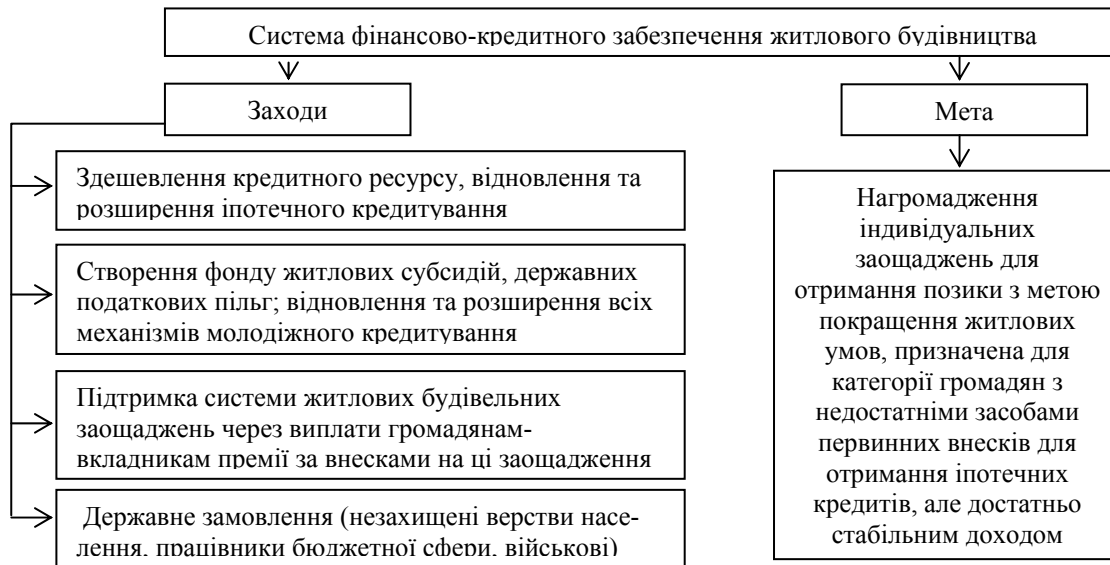 Система фінансово-кредитного забезпечення житлового будівництва
Заходи
Мета
Здешевлення кредитного ресурсу, відновлення та
розширення іпотечного кредитування
Створення фонду житлових субсидій, державних
податкових пільг; відновлення та розширення всіх
механізмів молодіжного кредитування
Підтримка системи житлових будівельних
заощаджень через виплати громадянам-
вкладникам премії за внесками на ці заощадження
Державне замовлення (незахищені верстви насе-
лення, працівники бюджетної сфери, військові)
Нагромадження
індивідуальних
заощаджень для
отримання позики з метою
покращення житлових
умов, призначена для
категорії громадян з
недостатніми засобами
первинних внесків для
отримання іпотечних
кредитів, але достатньо
стабільним доходом